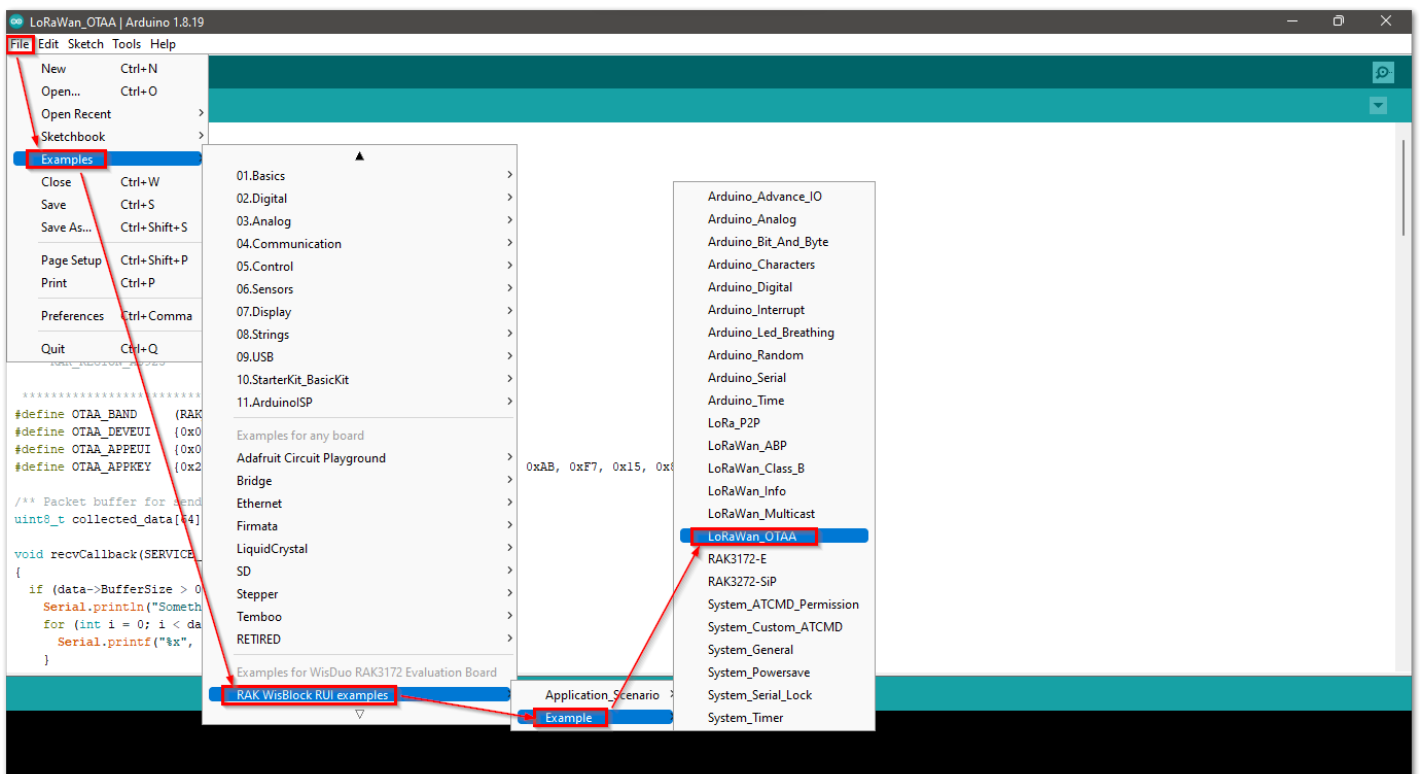 LoRaWan_OTAA | Arduino 1.8.19
File Edit Sketch Tools Help
New Ctrl+N
Open... Ctrl+O
Open Recent
Sketchbook
Examples
Close Ctrl+W
Save Ctrl+S
Save As... Ctrl+Shift+S
Page Setup Ctrl+Shift+P
Print Ctrl+P
Preferences Ctrl+Comma
Quit Ctrl+Q
01.Basics
02.Digital
03.Analog
04.Communication
05.Control
06.Sensors
07.Display
08.Strings
09.USB
10.StarterKit_BasicKit
11.ArduinoISP
Examples for any board
Adafruit Circuit Playground
Bridge
Ethernet
Firmata
LiquidCrystal
SD
Stepper
Temboo
RETIRED
Examples for WisDuo RAK3172 Evaluation Board
RAK WisBlock RUI examples
Application_Scenario
Example
Arduino_Advance_IO
Arduino_Analog
Arduino_Bit_And_Byte
Arduino_Characters
Arduino_Digital
Arduino_Interrupt
Arduino_Led_Breathing
Arduino_Random
Arduino_Serial
Arduino_Time
LoRa_P2P
LoRaWan_ABP
LoRaWan_Class_B
LoRaWan_Info
LoRaWan_Multicast
LoRaWan_OTAA
RAK3172-E
RAK3272-SiP
System_ATCMD_Permission
System_Custom_ATCMD
System_General
System_Powersave
System_Serial_Lock
System_Timer
*************************
#define OTAA_BAND (RAK
#define OTAA_DEVEUI {0x0
#define OTAA_APPEUI {0x0
#define OTAA_APPKEY {0x2 0xAB, 0xF7, 0x15, 0x8
/** Packet buffer for send
uint8_t collected_data[64]
void recvCallback(SERVICE_
{
if (data->BufferSize > 0
Serial.println("Someth
for (int i = 0; i < da
Serial.printf("%x",
}